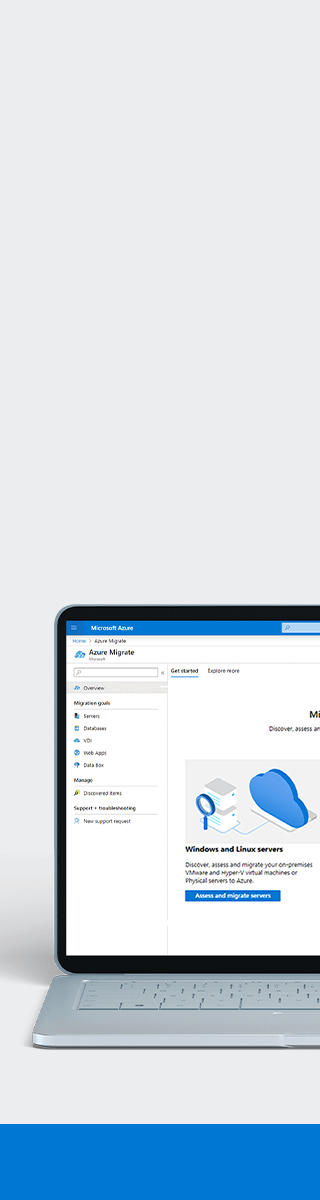 Microsoft Azure
Home > Azure Migrate
Azure Migrate
Microsoft
Get started Explore more
Overview
Migration goals
Servers
Databases
VDI
Web Apps
Data Box
Manage
Discovered items
Support + troubleshooting
New support request
Mi
Discover, assess an
Windows and Linux servers
Discover, assess and migrate your on-premises
VMware and Hyper-V virtual machines or
Physical servers to Azure.
Assess and migrate servers